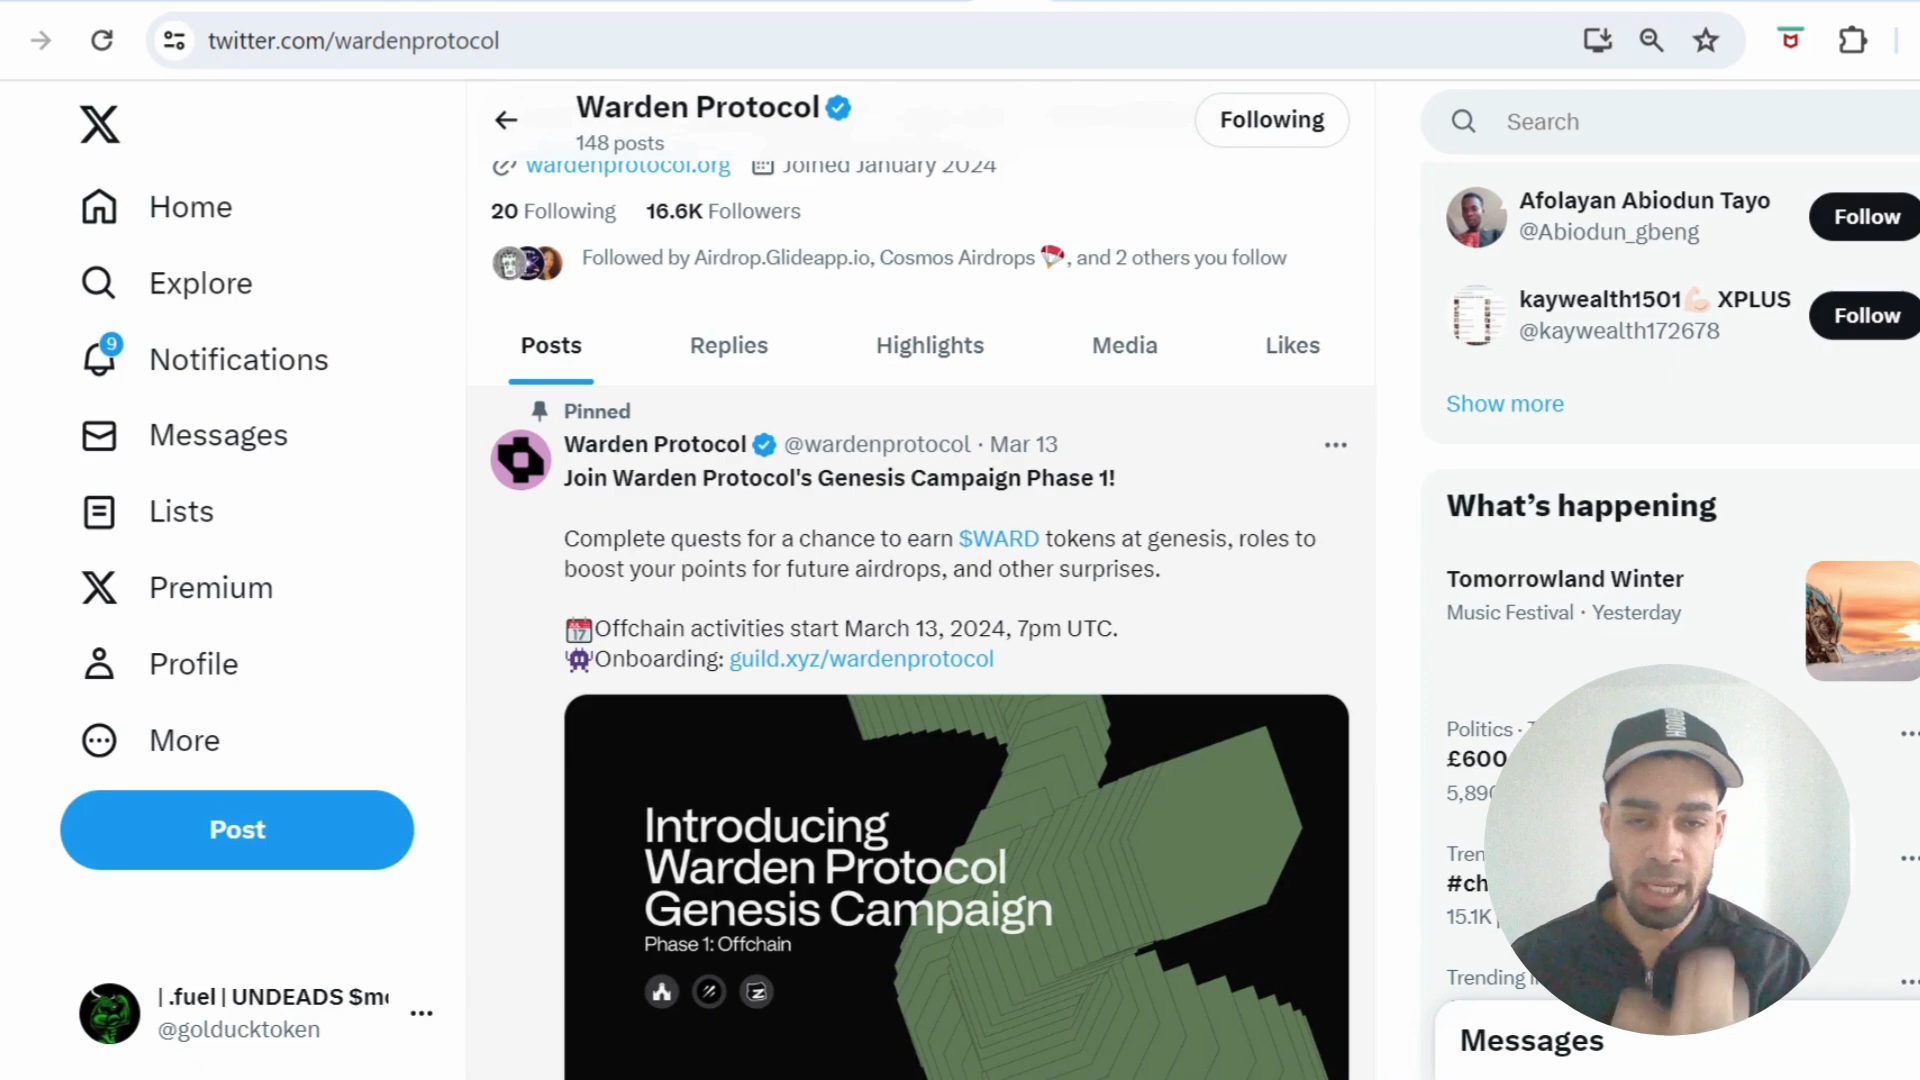 twitter.com/wardenprotocol
Home
Explore
9
Notifications
Messages
Lists
Premium
Profile
More
Post
| .fuel | UNDEADS
@golducktoken
Warden Protocol
148 posts
Following
wardenprotocol.org Joined January 2024
20 Following 16.6K Followers
Followed by Airdrop.Glideapp.io, Cosmos Airdrops 🪂, and 2 others you follow
Posts Replies Highlights Media Likes
Pinned
Warden Protocol @wardenprotocol · Mar 13
Join Warden Protocol's Genesis Campaign Phase 1!
Complete quests for a chance to earn $WARD tokens at genesis, roles to
boost your points for future airdrops, and other surprises.
📅Offchain activities start March 13, 2024, 7pm UTC.
👾Onboarding: guild.xyz/wardenprotocol
Introducing
Warden Protocol
Genesis Campaign
Phase 1: Offchain
Search
Afolayan Abiodun Tayo
@Abiodun_gbeng
Follow
kaywealth1501💪🏻 XPLUS
@kaywealth172678
Follow
Show more
What's happening
Tomorrowland Winter
Music Festival · Yesterday
Politics ·
£600
15.1K
Trending
Messages